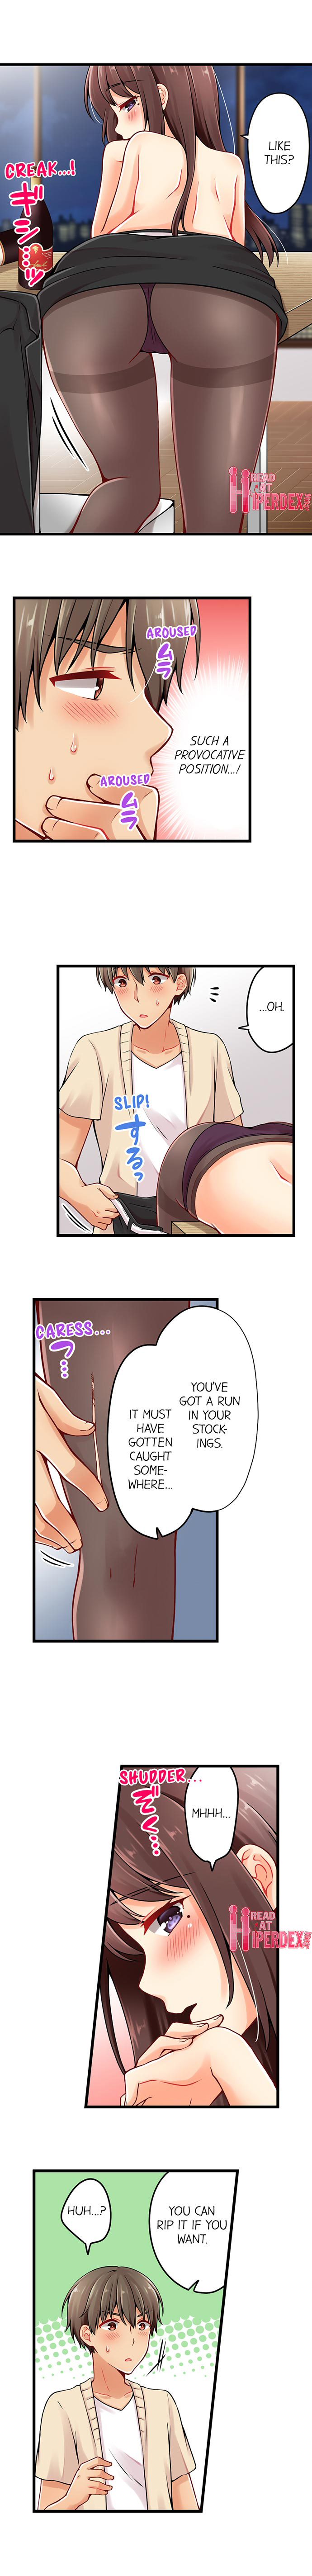 LIKE
THIS?
CREAK...!
ギシ...ッ
READ
AT
HIPERDEX
AROUSED
ムラ
SUCH A
PROVOCATIVE
POSITION...!
AROUSED
ムラ
...OH.
SLIP!
するっ
CARESS...
つ...
YOU'VE
GOT A RUN
IN YOUR
STOCK-
INGS.
IT MUST
HAVE
GOTTEN
CAUGHT
SOME-
WHERE...
SHUDDER...
ぞく...
MHHH...
READ
AT
HIPERDEX
HUH...?
YOU CAN
RIP IT IF YOU
WANT.